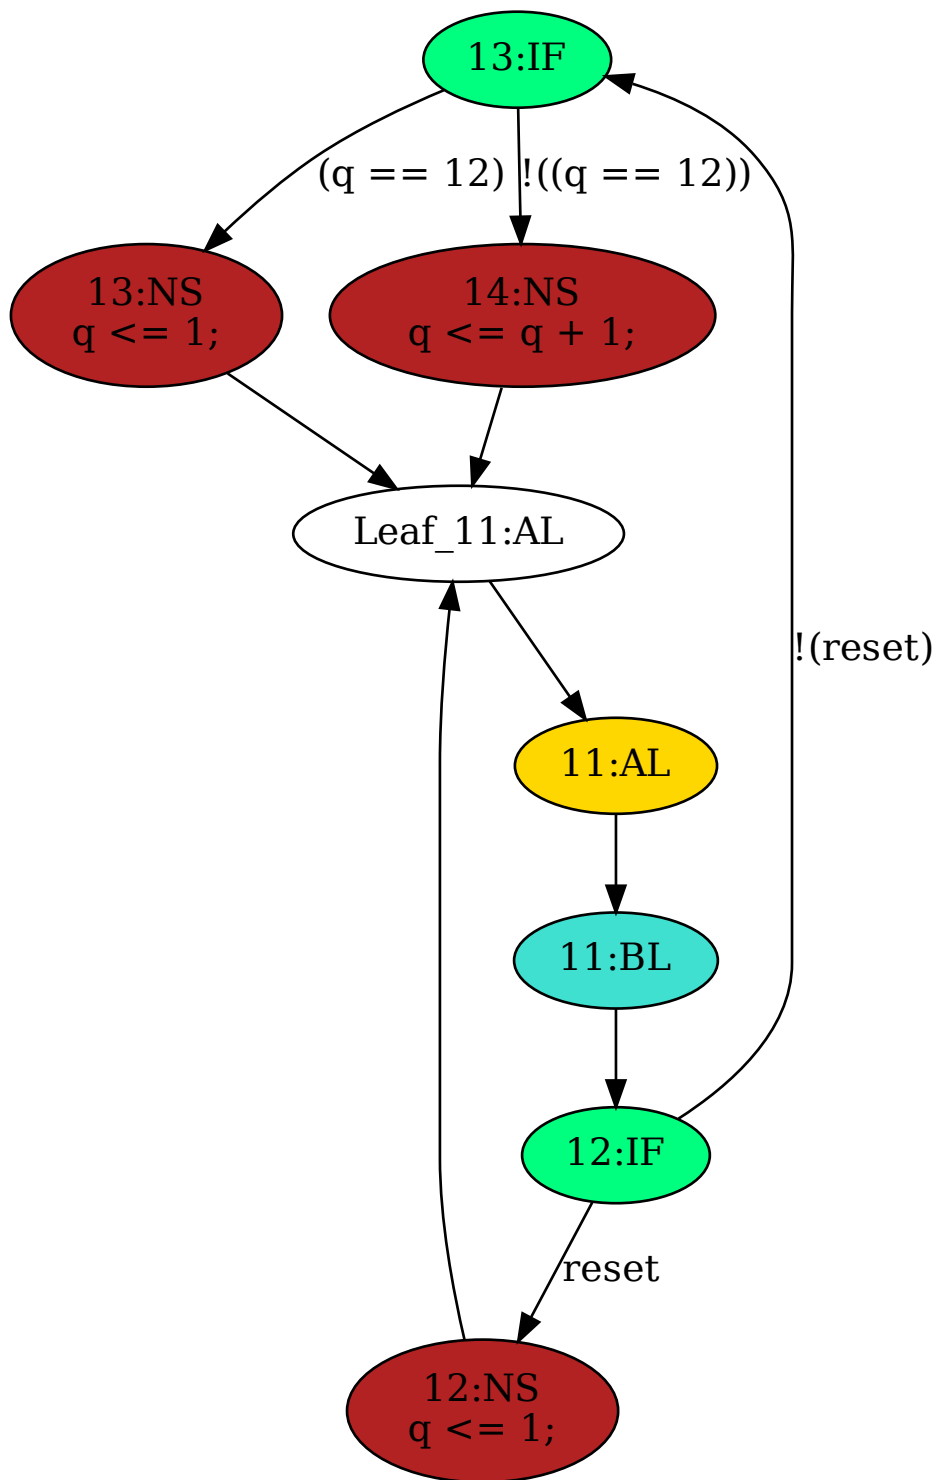 13:IF
(q == 12)
!((q == 12))
13:NS
q <= 1;
14:NS
q <= q + 1;
Leaf_11:AL
!(reset)
11:AL
11:BL
12:IF
reset
12:NS
q <= 1;